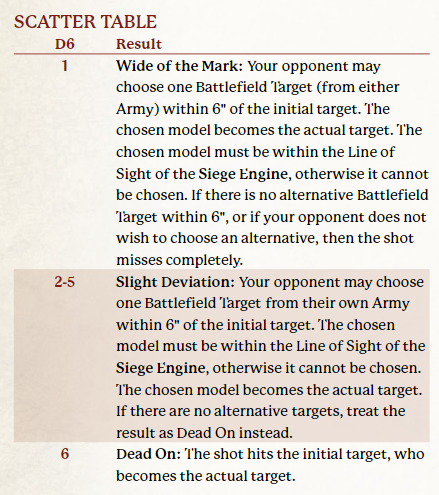 SCATTER TABLE
D6 Result
1 Wide of the Mark: Your opponent may
choose one Battlefield Target (from either
Army) within 6" of the initial target. The
chosen model becomes the actual target. The
chosen model must be within the Line of
Sight of the Siege Engine, otherwise it cannot
be chosen. If there is no alternative Battlefield
Target within 6", or if your opponent does not
wish to choose an alternative, then the shot
misses completely.
2-5 Slight Deviation: Your opponent may choose
one Battlefield Target from their own Army
within 6" of the initial target. The chosen
model must be within the Line of Sight of the
Siege Engine, otherwise it cannot be chosen.
The chosen model becomes the actual target.
If there are no alternative targets, treat the
result as Dead On instead.
6 Dead On: The shot hits the initial target, who
becomes the actual target.